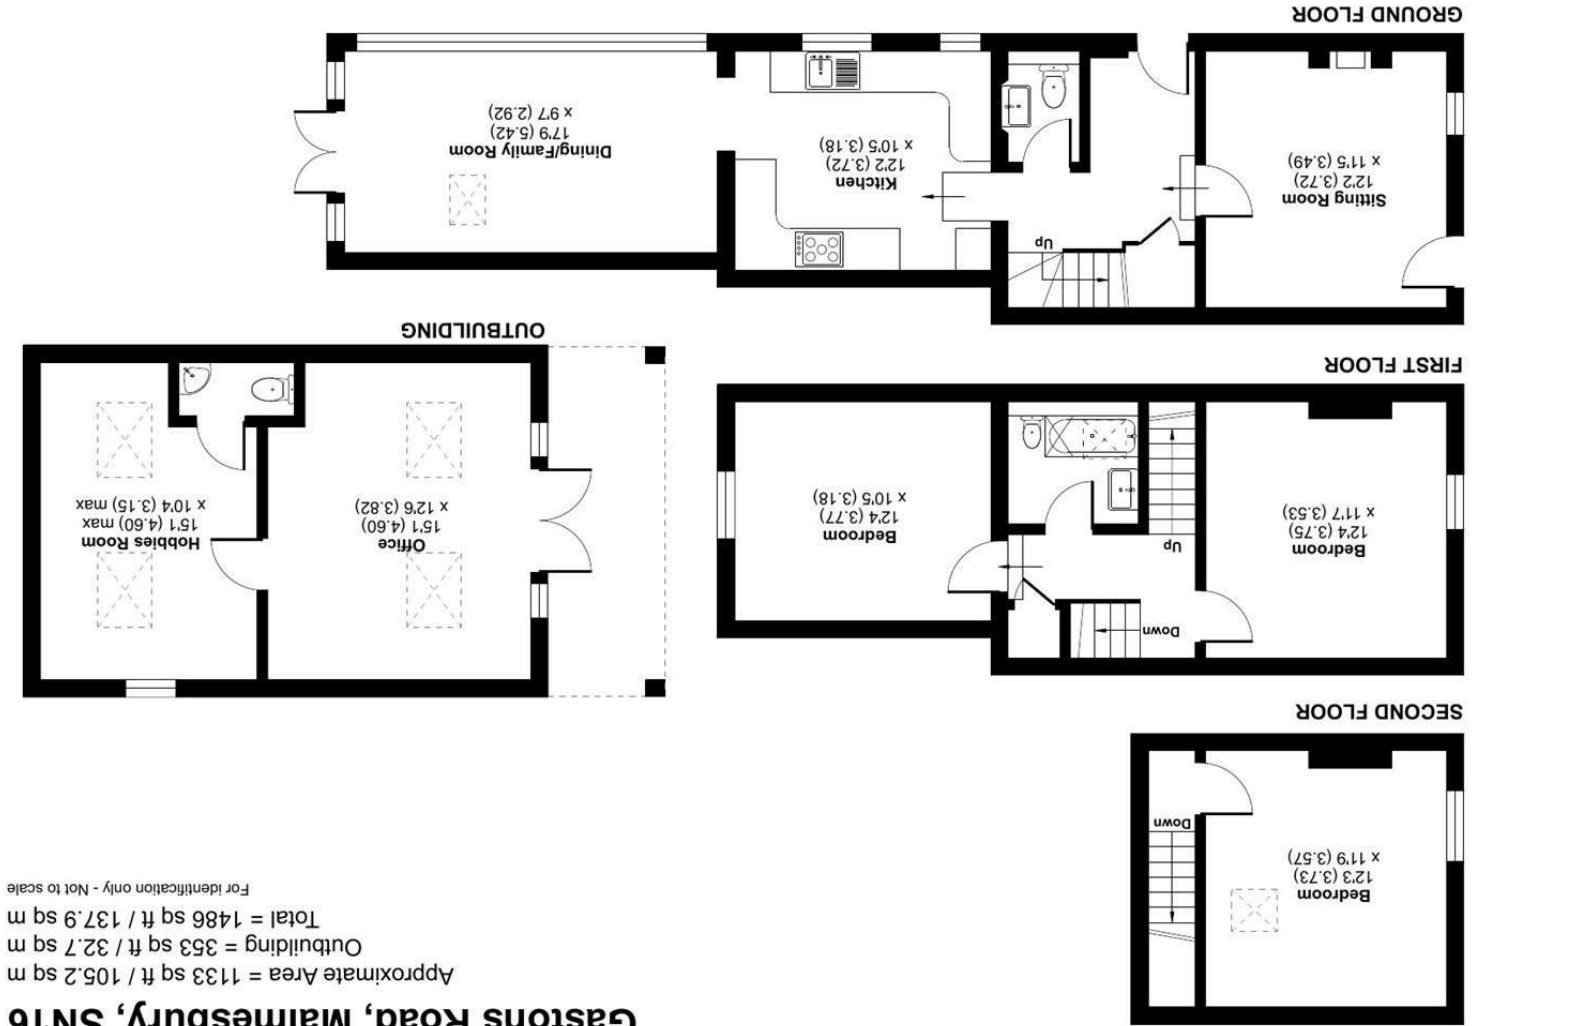 Gastons Road, Malmesbury, SN16
Approximate Area = 1133 sq ft / 105.2 sq m
Outbuilding = 353 sq ft / 32.7 sq m
Total = 1486 sq ft / 137.9 sq m
For identification only - Not to scale
Bedroom
12'3 (3.73)
x 11'9 (3.57)
Down
SECOND FLOOR
Down
Up
Bedroom
12'4 (3.75)
x 11'7 (3.53)
Bedroom
12'4 (3.77)
x 10'5 (3.18)
FIRST FLOOR
Office
15'1 (4.60)
x 12'6 (3.82)
Hobbies Room
15'1 (4.60) max
x 10'4 (3.15) max
OUTBUILDING
Up
Sitting Room
12'2 (3.72)
x 11'5 (3.49)
Kitchen
12'2 (3.72)
x 10'5 (3.18)
Dining/Family Room
17'9 (5.42)
x 9'7 (2.92)
GROUND FLOOR